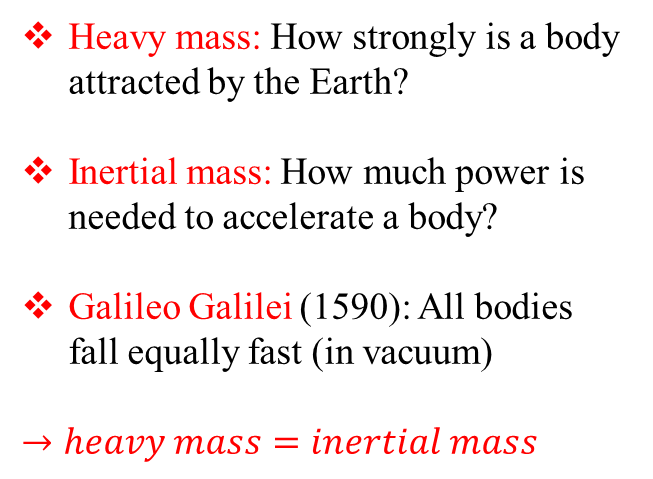 ❖ Heavy mass: How strongly is a body
attracted by the Earth?
❖ Inertial mass: How much power is
needed to accelerate a body?
❖ Galileo Galilei (1590): All bodies
fall equally fast (in vacuum)
→ heavy mass = inertial mass